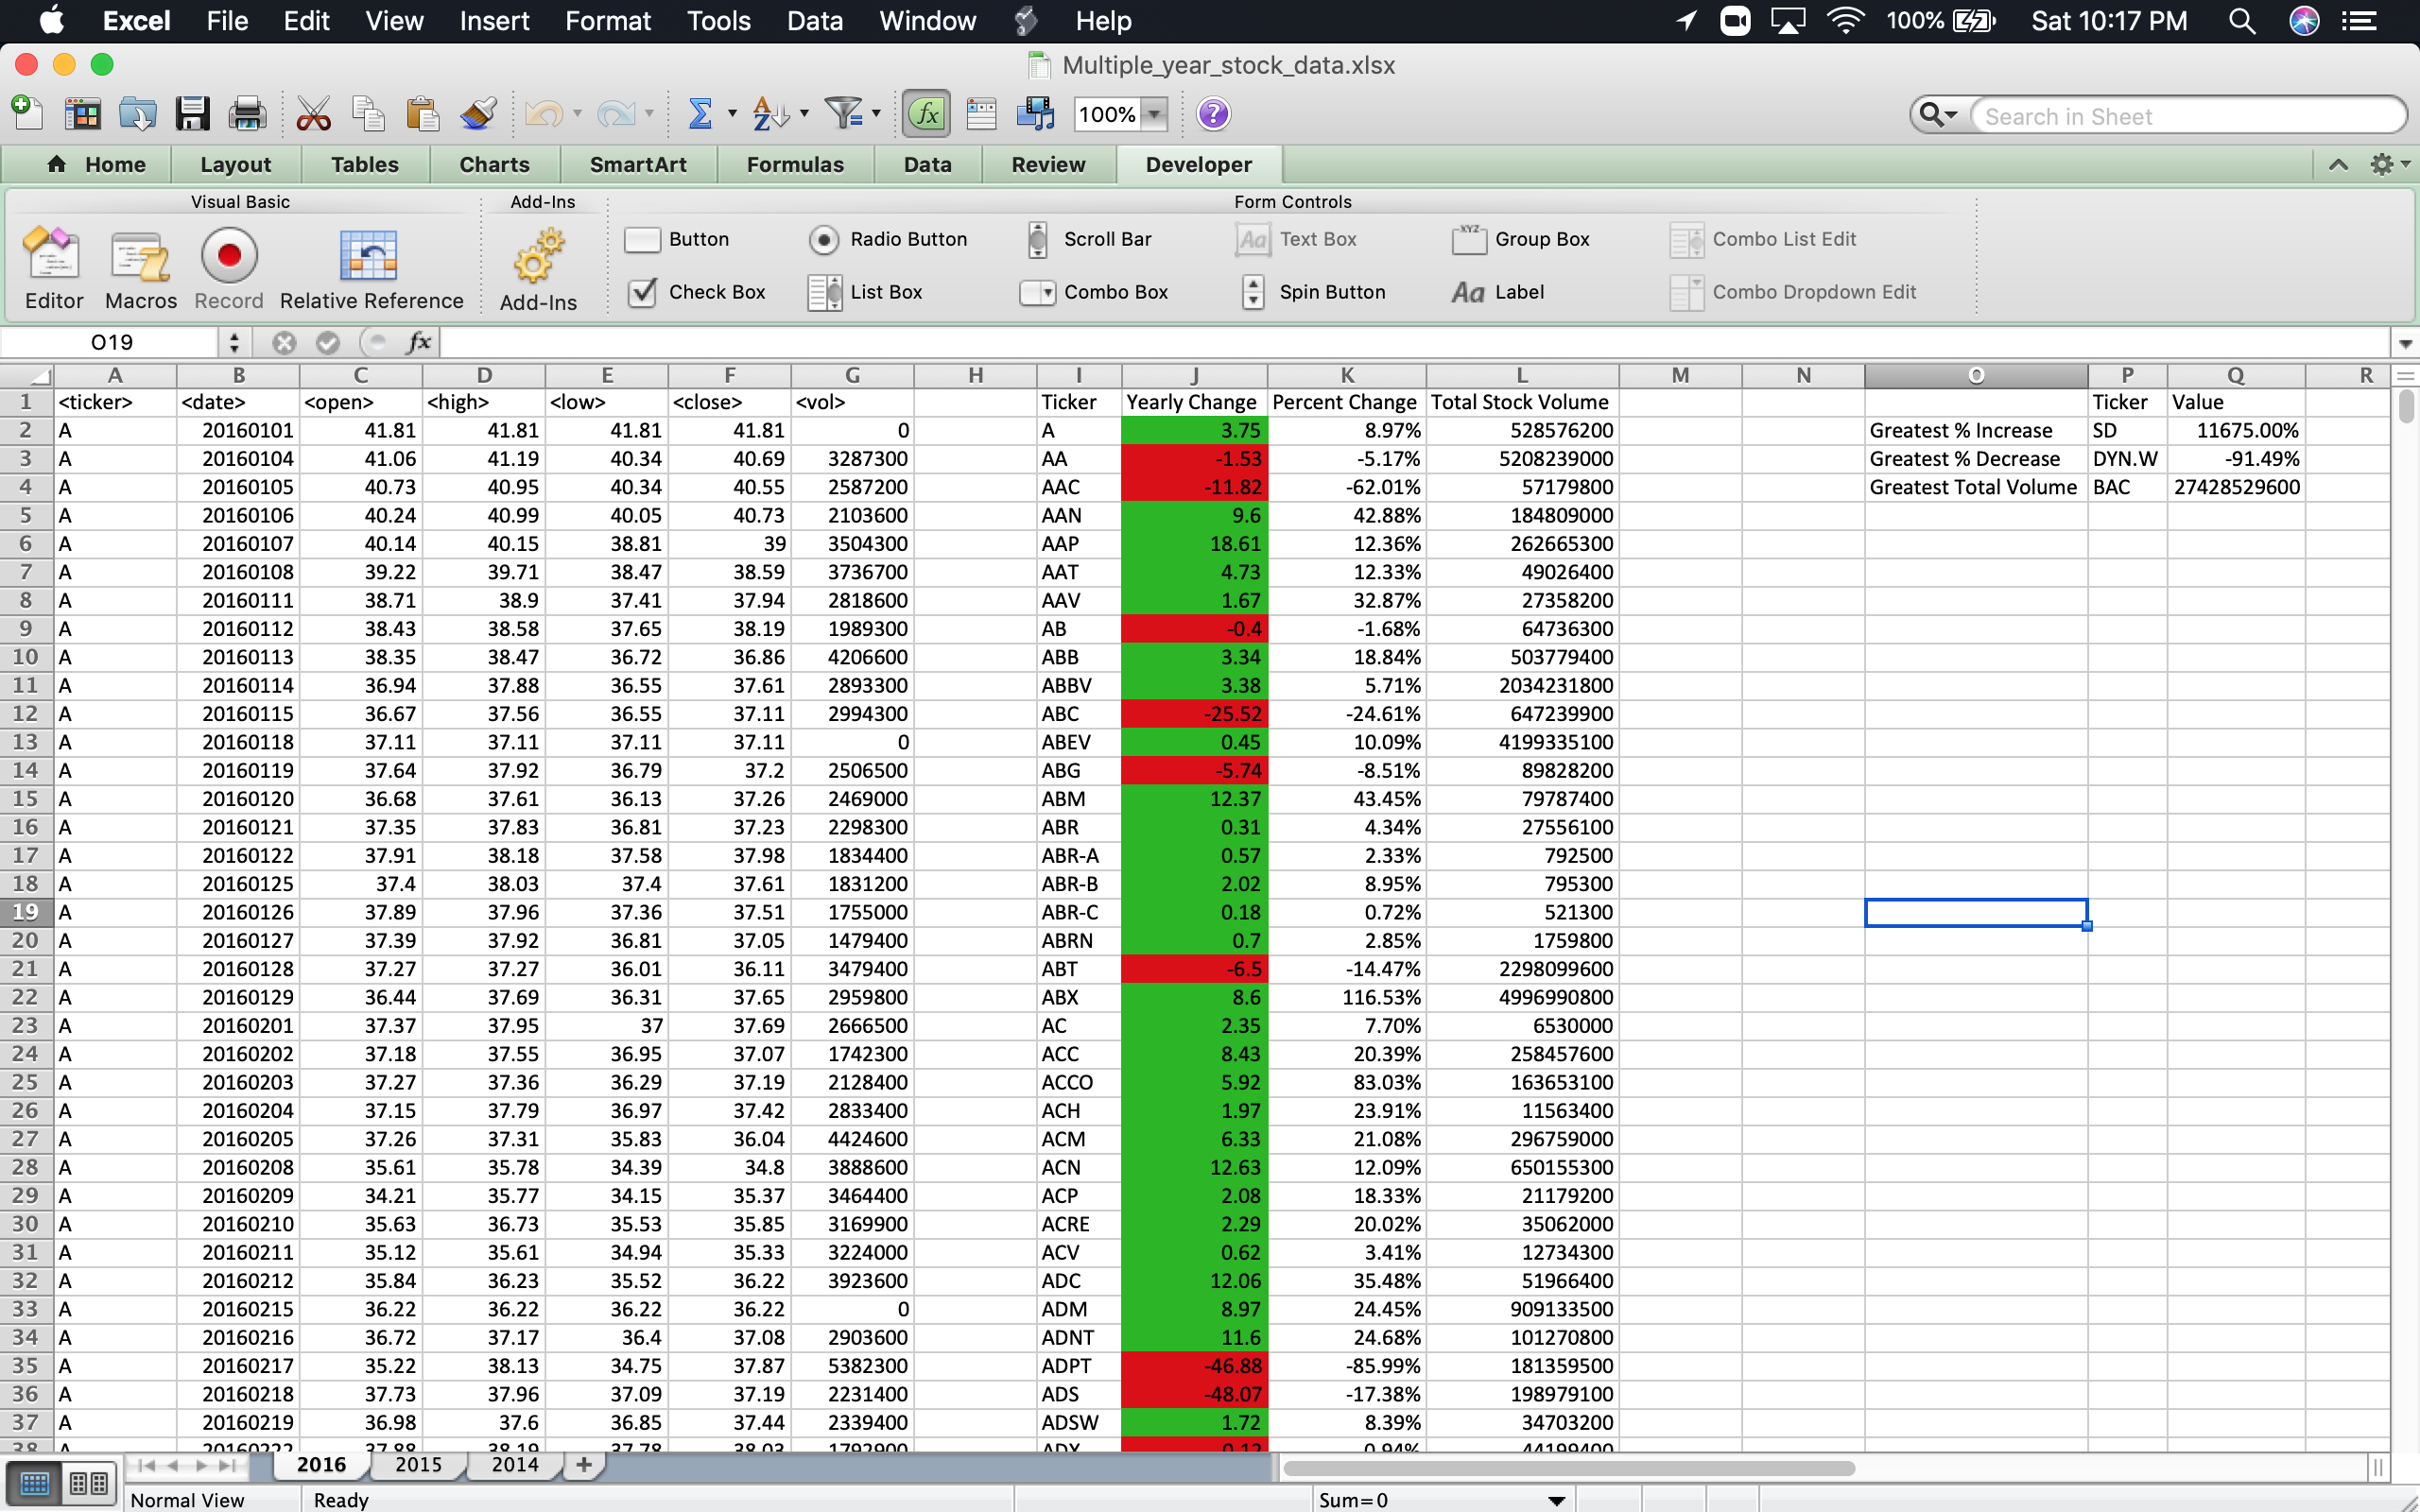 Excel File Edit View Insert Format Tools Data Window Help 100% Sat 10:17 PM
Multiple_year_stock_data.xlsx
fx 100% ? Search in Sheet
Home Layout Tables Charts SmartArt Formulas Data Review Developer
Visual Basic Add-Ins Form Controls
Button Radio Button Scroll Bar Aa Text Box XYZ Group Box Combo List Edit
Editor Macros Record Relative Reference Add-Ins Check Box List Box Combo Box Spin Button Aa Label Combo Dropdown Edit
O19 fx
A B C D E F G H I J K L M N O P Q R
1 <ticker> <date> <open> <high> <low> <close> <vol> Ticker Yearly Change Percent Change Total Stock Volume Ticker Value
2 A 20160101 41.81 41.81 41.81 41.81 0 A 3.75 8.97% 528576200 Greatest % Increase SD 11675.00%
3 A 20160104 41.06 41.19 40.34 40.69 3287300 AA -1.53 -5.17% 5208239000 Greatest % Decrease DYN.W -91.49%
4 A 20160105 40.73 40.95 40.34 40.55 2587200 AAC -11.82 -62.01% 57179800 Greatest Total Volume BAC 27428529600
5 A 20160106 40.24 40.99 40.05 40.73 2103600 AAN 9.6 42.88% 184809000
6 A 20160107 40.14 40.15 38.81 39 3504300 AAP 18.61 12.36% 262665300
7 A 20160108 39.22 39.71 38.47 38.59 3736700 AAT 4.73 12.33% 49026400
8 A 20160111 38.71 38.9 37.41 37.94 2818600 AAV 1.67 32.87% 27358200
9 A 20160112 38.43 38.58 37.65 38.19 1989300 AB -0.4 -1.68% 64736300
10 A 20160113 38.35 38.47 36.72 36.86 4206600 ABB 3.34 18.84% 503779400
11 A 20160114 36.94 37.88 36.55 37.61 2893300 ABBV 3.38 5.71% 2034231800
12 A 20160115 36.67 37.56 36.55 37.11 2994300 ABC -25.52 -24.61% 647239900
13 A 20160118 37.11 37.11 37.11 37.11 0 ABEV 0.45 10.09% 4199335100
14 A 20160119 37.64 37.92 36.79 37.2 2506500 ABG -5.74 -8.51% 89828200
15 A 20160120 36.68 37.61 36.13 37.26 2469000 ABM 12.37 43.45% 79787400
16 A 20160121 37.35 37.83 36.81 37.23 2298300 ABR 0.31 4.34% 27556100
17 A 20160122 37.91 38.18 37.58 37.98 1834400 ABR-A 0.57 2.33% 792500
18 A 20160125 37.4 38.03 37.4 37.61 1831200 ABR-B 2.02 8.95% 795300
19 A 20160126 37.89 37.96 37.36 37.51 1755000 ABR-C 0.18 0.72% 521300
20 A 20160127 37.39 37.92 36.81 37.05 1479400 ABRN 0.7 2.85% 1759800
21 A 20160128 37.27 37.27 36.01 36.11 3479400 ABT -6.5 -14.47% 2298099600
22 A 20160129 36.44 37.69 36.31 37.65 2959800 ABX 8.6 116.53% 4996990800
23 A 20160201 37.37 37.95 37 37.69 2666500 AC 2.35 7.70% 6530000
24 A 20160202 37.18 37.55 36.95 37.07 1742300 ACC 8.43 20.39% 258457600
25 A 20160203 37.27 37.36 36.29 37.19 2128400 ACCO 5.92 83.03% 163653100
26 A 20160204 37.15 37.79 36.97 37.42 2833400 ACH 1.97 23.91% 11563400
27 A 20160205 37.26 37.31 35.83 36.04 4424600 ACM 6.33 21.08% 296759000
28 A 20160208 35.61 35.78 34.39 34.8 3888600 ACN 12.63 12.09% 650155300
29 A 20160209 34.21 35.77 34.15 35.37 3464400 ACP 2.08 18.33% 21179200
30 A 20160210 35.63 36.73 35.53 35.85 3169900 ACRE 2.29 20.02% 35062000
31 A 20160211 35.12 35.61 34.94 35.33 3224000 ACV 0.62 3.41% 12734300
32 A 20160212 35.84 36.23 35.52 36.22 3923600 ADC 12.06 35.48% 51966400
33 A 20160215 36.22 36.22 36.22 36.22 0 ADM 8.97 24.45% 909133500
34 A 20160216 36.72 37.17 36.4 37.08 2903600 ADNT 11.6 24.68% 101270800
35 A 20160217 35.22 38.13 34.75 37.87 5382300 ADPT -46.88 -85.99% 181359500
36 A 20160218 37.73 37.96 37.09 37.19 2231400 ADS -48.07 -17.38% 198979100
37 A 20160219 36.98 37.6 36.85 37.44 2339400 ADSW 1.72 8.39% 34703200
38 A 20160222 37.88 38.19 37.78 38.03 1792900 ADX
2016 2015 2014 +
Normal View Ready Sum=0